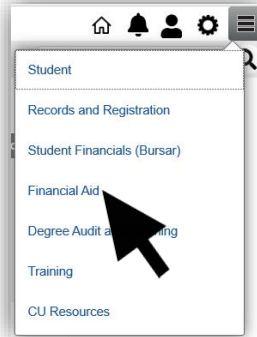 Student
Records and Registration
Student Financials (Bursar)
Financial Aid
Degree Audit a
Training
CU Resources